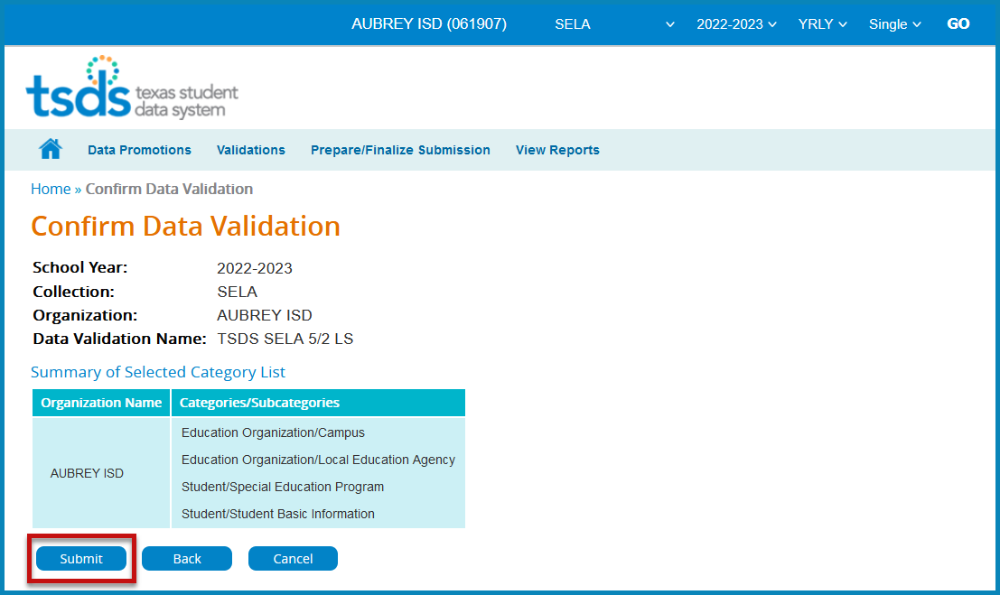 AUBREY ISD (061907) SELA 2022-2023 YRLY Single GO
tsds texas student
data system
Data Promotions Validations Prepare/Finalize Submission View Reports
Home » Confirm Data Validation
Confirm Data Validation
School Year: 2022-2023
Collection: SELA
Organization: AUBREY ISD
Data Validation Name: TSDS SELA 5/2 LS
Summary of Selected Category List
Organization Name Categories/Subcategories
Education Organization/Campus
Education Organization/Local Education Agency
AUBREY ISD
Student/Special Education Program
Student/Student Basic Information
Submit Back Cancel